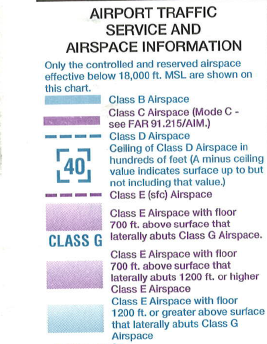 AIRPORT TRAFFIC
SERVICE AND
AIRSPACE INFORMATION
Only the controlled and reserved airspace
effective below 18,000 ft. MSL are shown on
this chart.
Class B Airspace
Class C Airspace (Mode C -
see FAR 91.215/AIM.)
Class D Airspace
Ceiling of Class D Airspace in
hundreds of feet (A minus ceiling
value indicates surface up to but
not including that value.)
40
Class E (sfc) Airspace
Class E Airspace with floor
700 ft. above surface that
laterally abuts Class G Airspace.
CLASS G
Class E Airspace with floor
700 ft. above surface that
laterally abuts 1200 ft. or higher
Class E Airspace
Class E Airspace with floor
1200 ft. or greater above surface
that laterally abuts Class G
Airspace